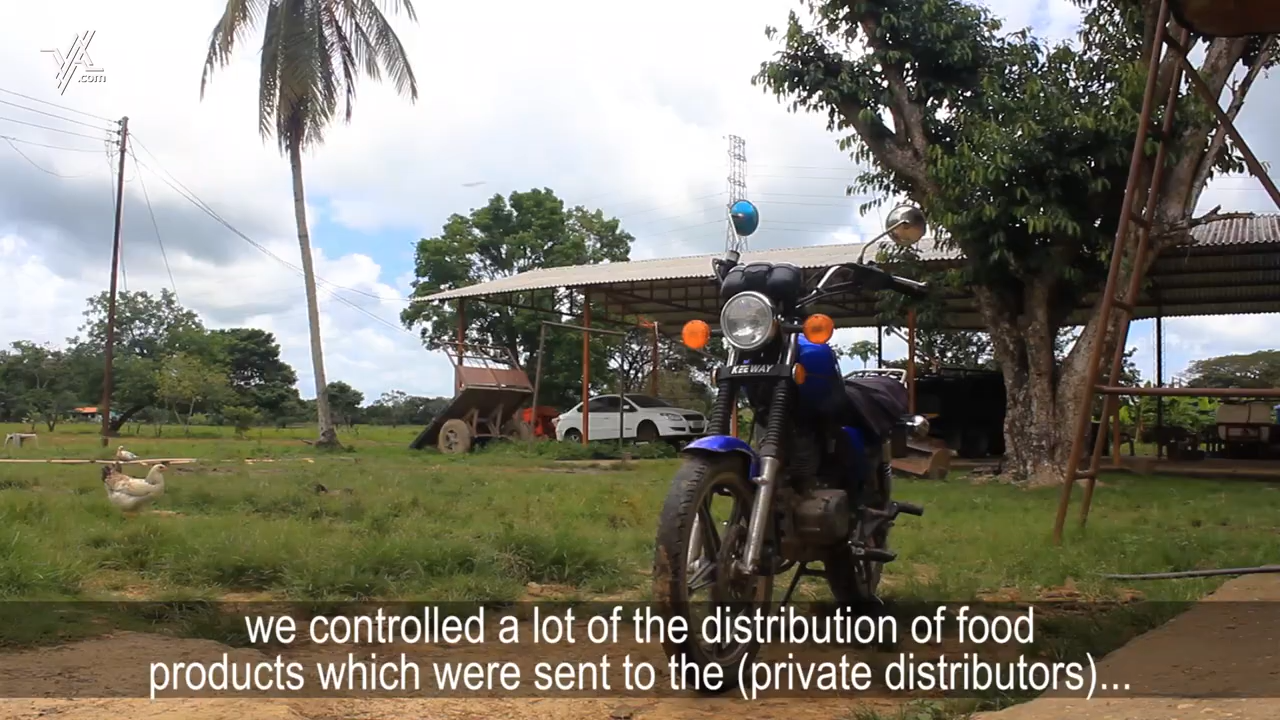 VA
.com
KEEWAY
we controlled a lot of the distribution of food
products which were sent to the (private distributors)...